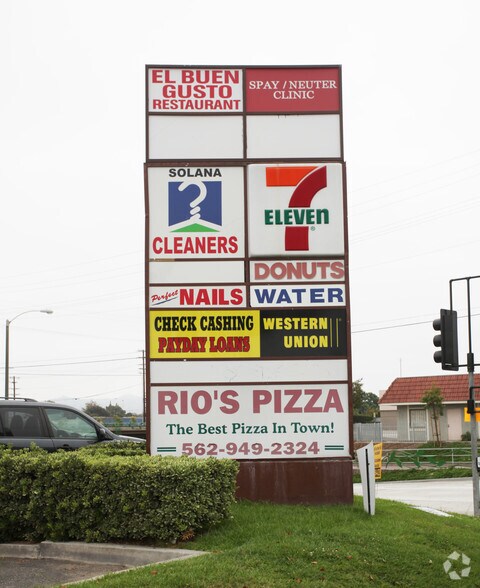 EL BUEN
GUSTO
RESTAURANT
SPAY / NEUTER
CLINIC
SOLANA
?
CLEANERS
7
ELEVEN
DONUTS
Perfect NAILS
WATER
CHECK CASHING
PAYDAY LOANS
WESTERN
UNION
RIO'S PIZZA
The Best Pizza In Town!
562-949-2324